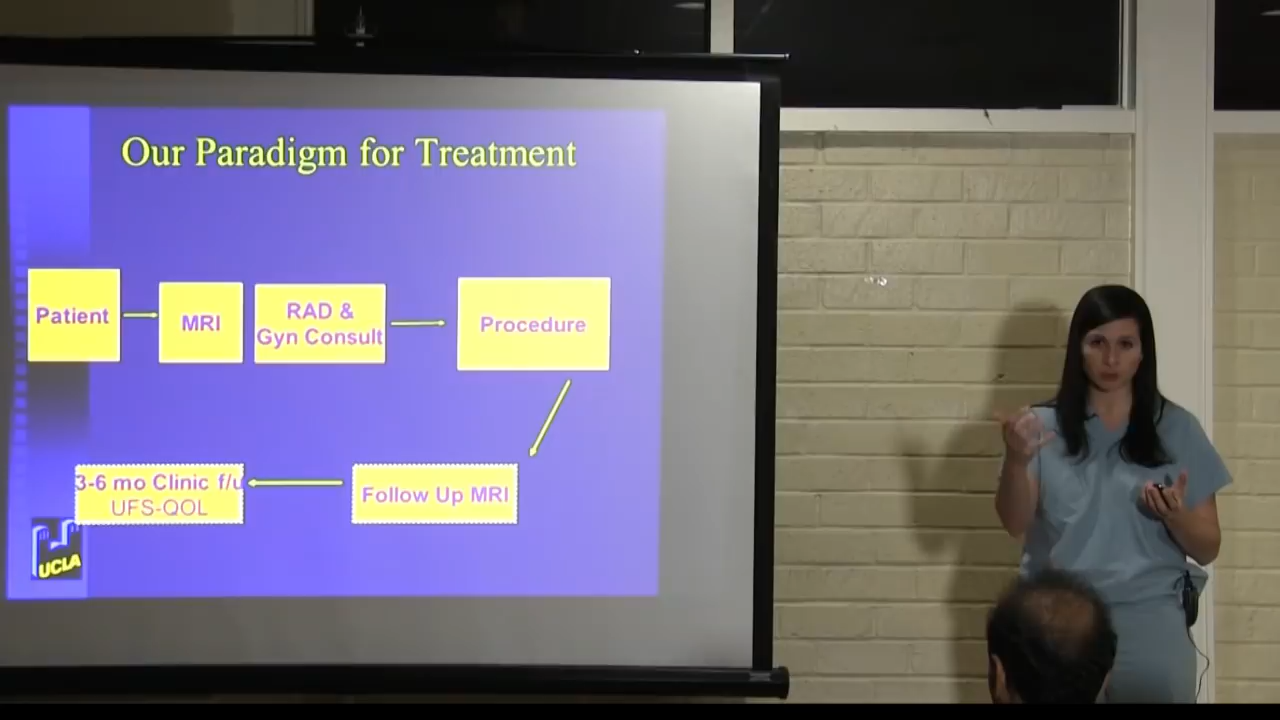 Our Paradigm for Treatment
Patient
MRI
RAD &
Gyn Consult
Procedure
3-6 mo Clinic f/u
UFS-QOL
Follow Up MRI
UCLA